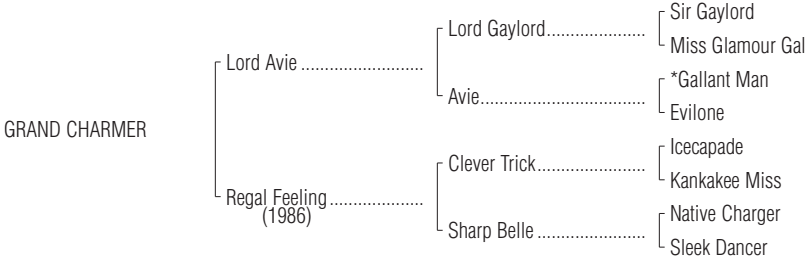 Sir Gaylord
Lord Gaylord......................
Miss Glamour Gal
Lord Avie ...........................
*Gallant Man
Avie.....................................
Evilone
GRAND CHARMER
Icecapade
Clever Trick........................
Kankakee Miss
Regal Feeling.....................
(1986)
Native Charger
Sharp Belle ........................
Sleek Dancer